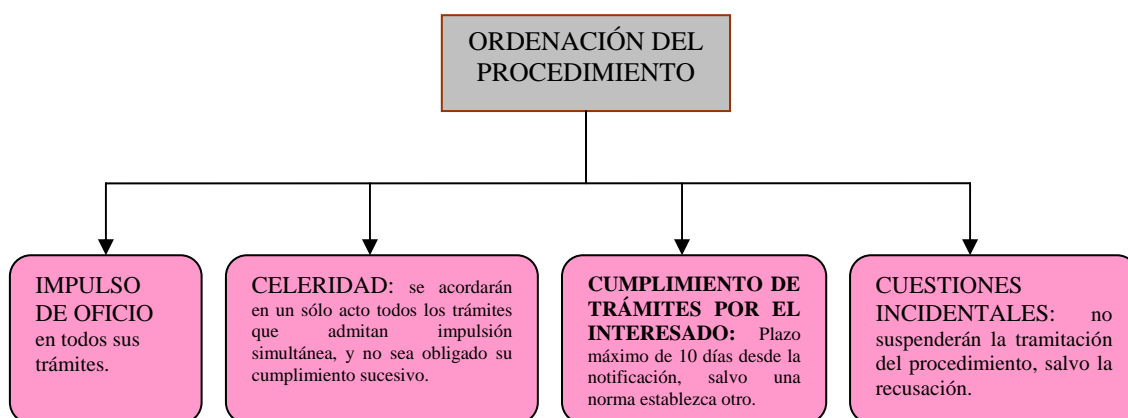 ORDENACIÓN DEL
PROCEDIMIENTO
IMPULSO
DE OFICIO
en todos sus
trámites.
CELERIDAD: se acordarán
en un sólo acto todos los trámites
que admitan impulsión
simultánea, y no sea obligado su
cumplimiento sucesivo.
CUMPLIMIENTO DE
TRÁMITES POR EL
INTERESADO: Plazo
máximo de 10 días desde la
notificación, salvo una
norma establezca otro.
CUESTIONES
INCIDENTALES: no
suspenderán la tramitación
del procedimiento, salvo la
recusación.